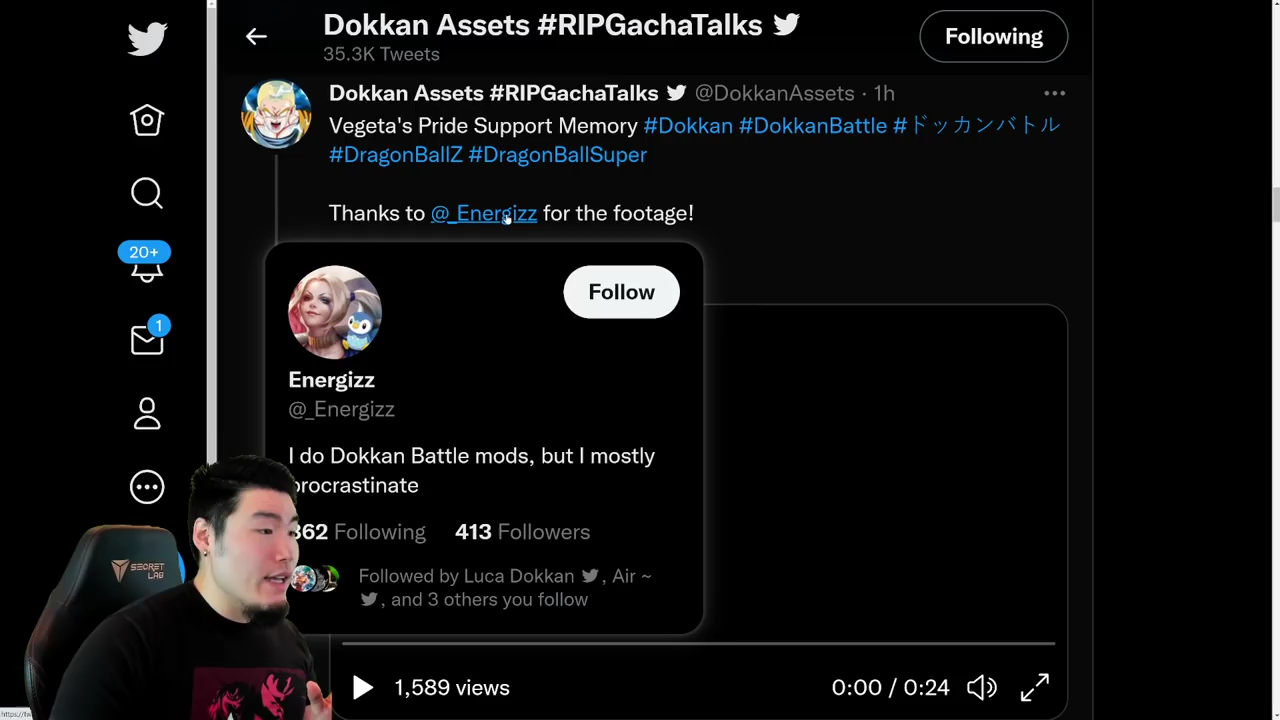 Dokkan Assets #RIPGachaTalks
35.3K Tweets
Following
Dokkan Assets #RIPGachaTalks @DokkanAssets · 1h
Vegeta's Pride Support Memory #Dokkan #DokkanBattle #ドッカンバトル
#DragonBallZ #DragonBallSuper
Thanks to @_Energizz for the footage!
20+
Follow
1
Energizz
@_Energizz
I do Dokkan Battle mods, but I mostly
procrastinate
362 Following 413 Followers
Followed by Luca Dokkan, Air ~
, and 3 others you follow
SECRET
LAB
1,589 views
0:00 / 0:24